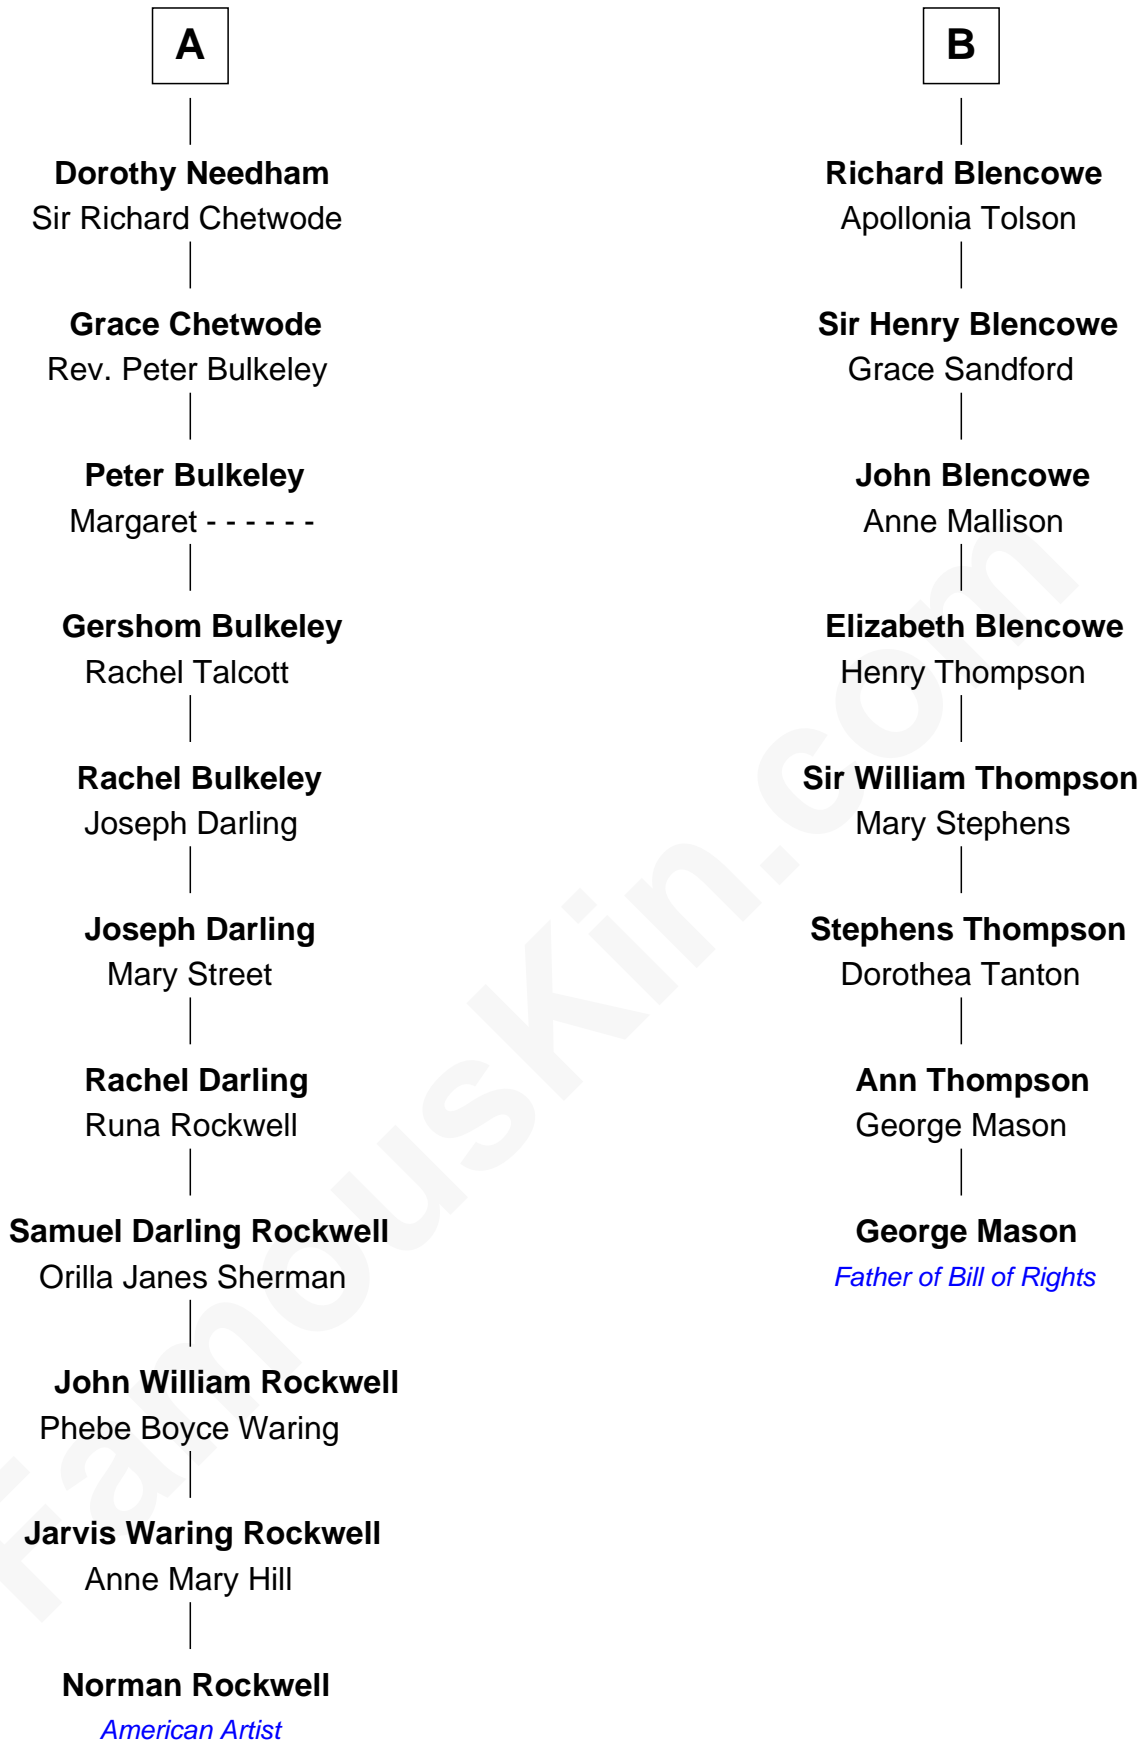 A
Dorothy Needham
Sir Richard Chetwode
Grace Chetwode
Rev. Peter Bulkeley
Peter Bulkeley
Margaret - - - - - -
Gershom Bulkeley
Rachel Talcott
Rachel Bulkeley
Joseph Darling
Joseph Darling
Mary Street
Rachel Darling
Runa Rockwell
Samuel Darling Rockwell
Orilla Janes Sherman
John William Rockwell
Phebe Boyce Waring
Jarvis Waring Rockwell
Anne Mary Hill
Norman Rockwell
American Artist
B
Richard Blencowe
Apollonia Tolson
Sir Henry Blencowe
Grace Sandford
John Blencowe
Anne Mallison
Elizabeth Blencowe
Henry Thompson
Sir William Thompson
Mary Stephens
Stephens Thompson
Dorothea Tanton
Ann Thompson
George Mason
George Mason
Father of Bill of Rights
FamousKin.com